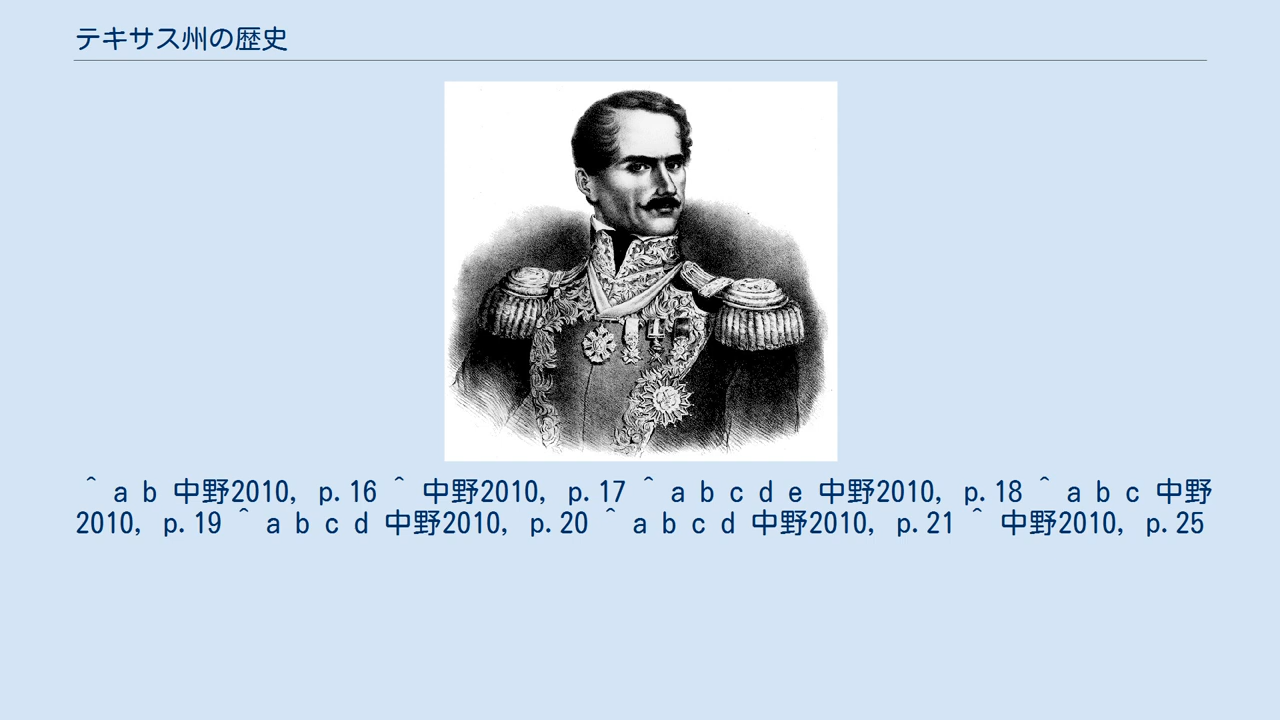 テキサス州の歴史
^ a b 中野2010, p.16 ^ 中野2010, p.17 ^ a b c d e 中野2010, p.18 ^ a b c 中野
2010, p.19 ^ a b c d 中野2010, p.20 ^ a b c d 中野2010, p.21 ^ 中野2010, p.25